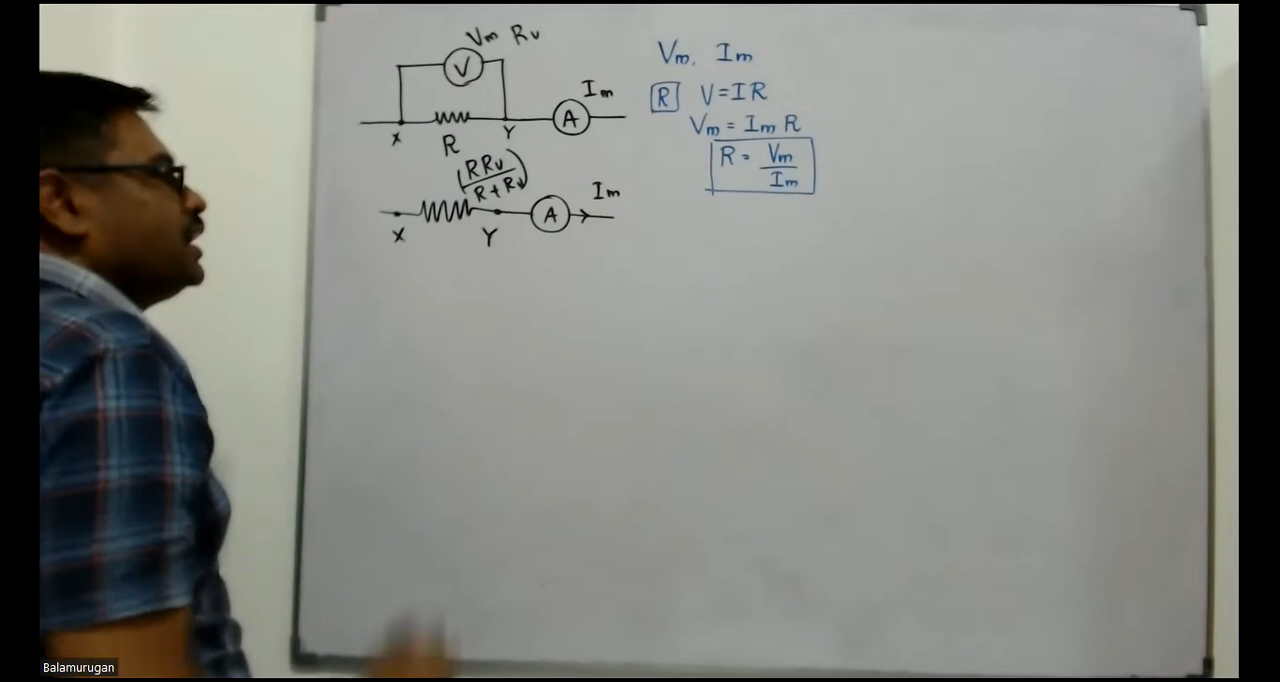 Vm Rv
V
Im
A
X
R
Y
RRv
R + Rv
Im
A
X
Y
Vm, Im
R V=IR
Vm = Im R
R = Vm
Im
Balamurugan